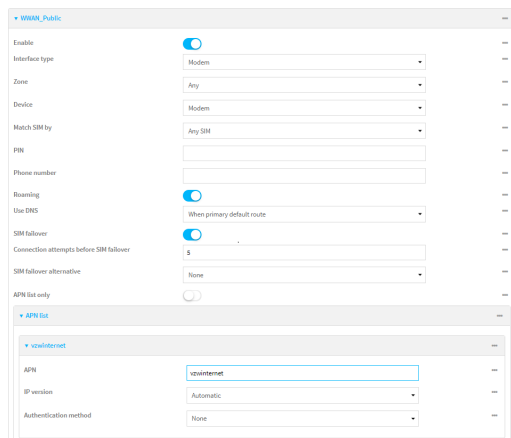 WWAN_Public
Enable
Interface type Modem
Zone Any
Device Modem
Match SIM by Any SIM
PIN
Phone number
Roaming
Use DNS When primary default route
SIM failover
Connection attempts before SIM failover 5
SIM failover alternative None
APN list only
APN list
vzwinternet
APN vzwinternet
IP version Automatic
Authentication method None